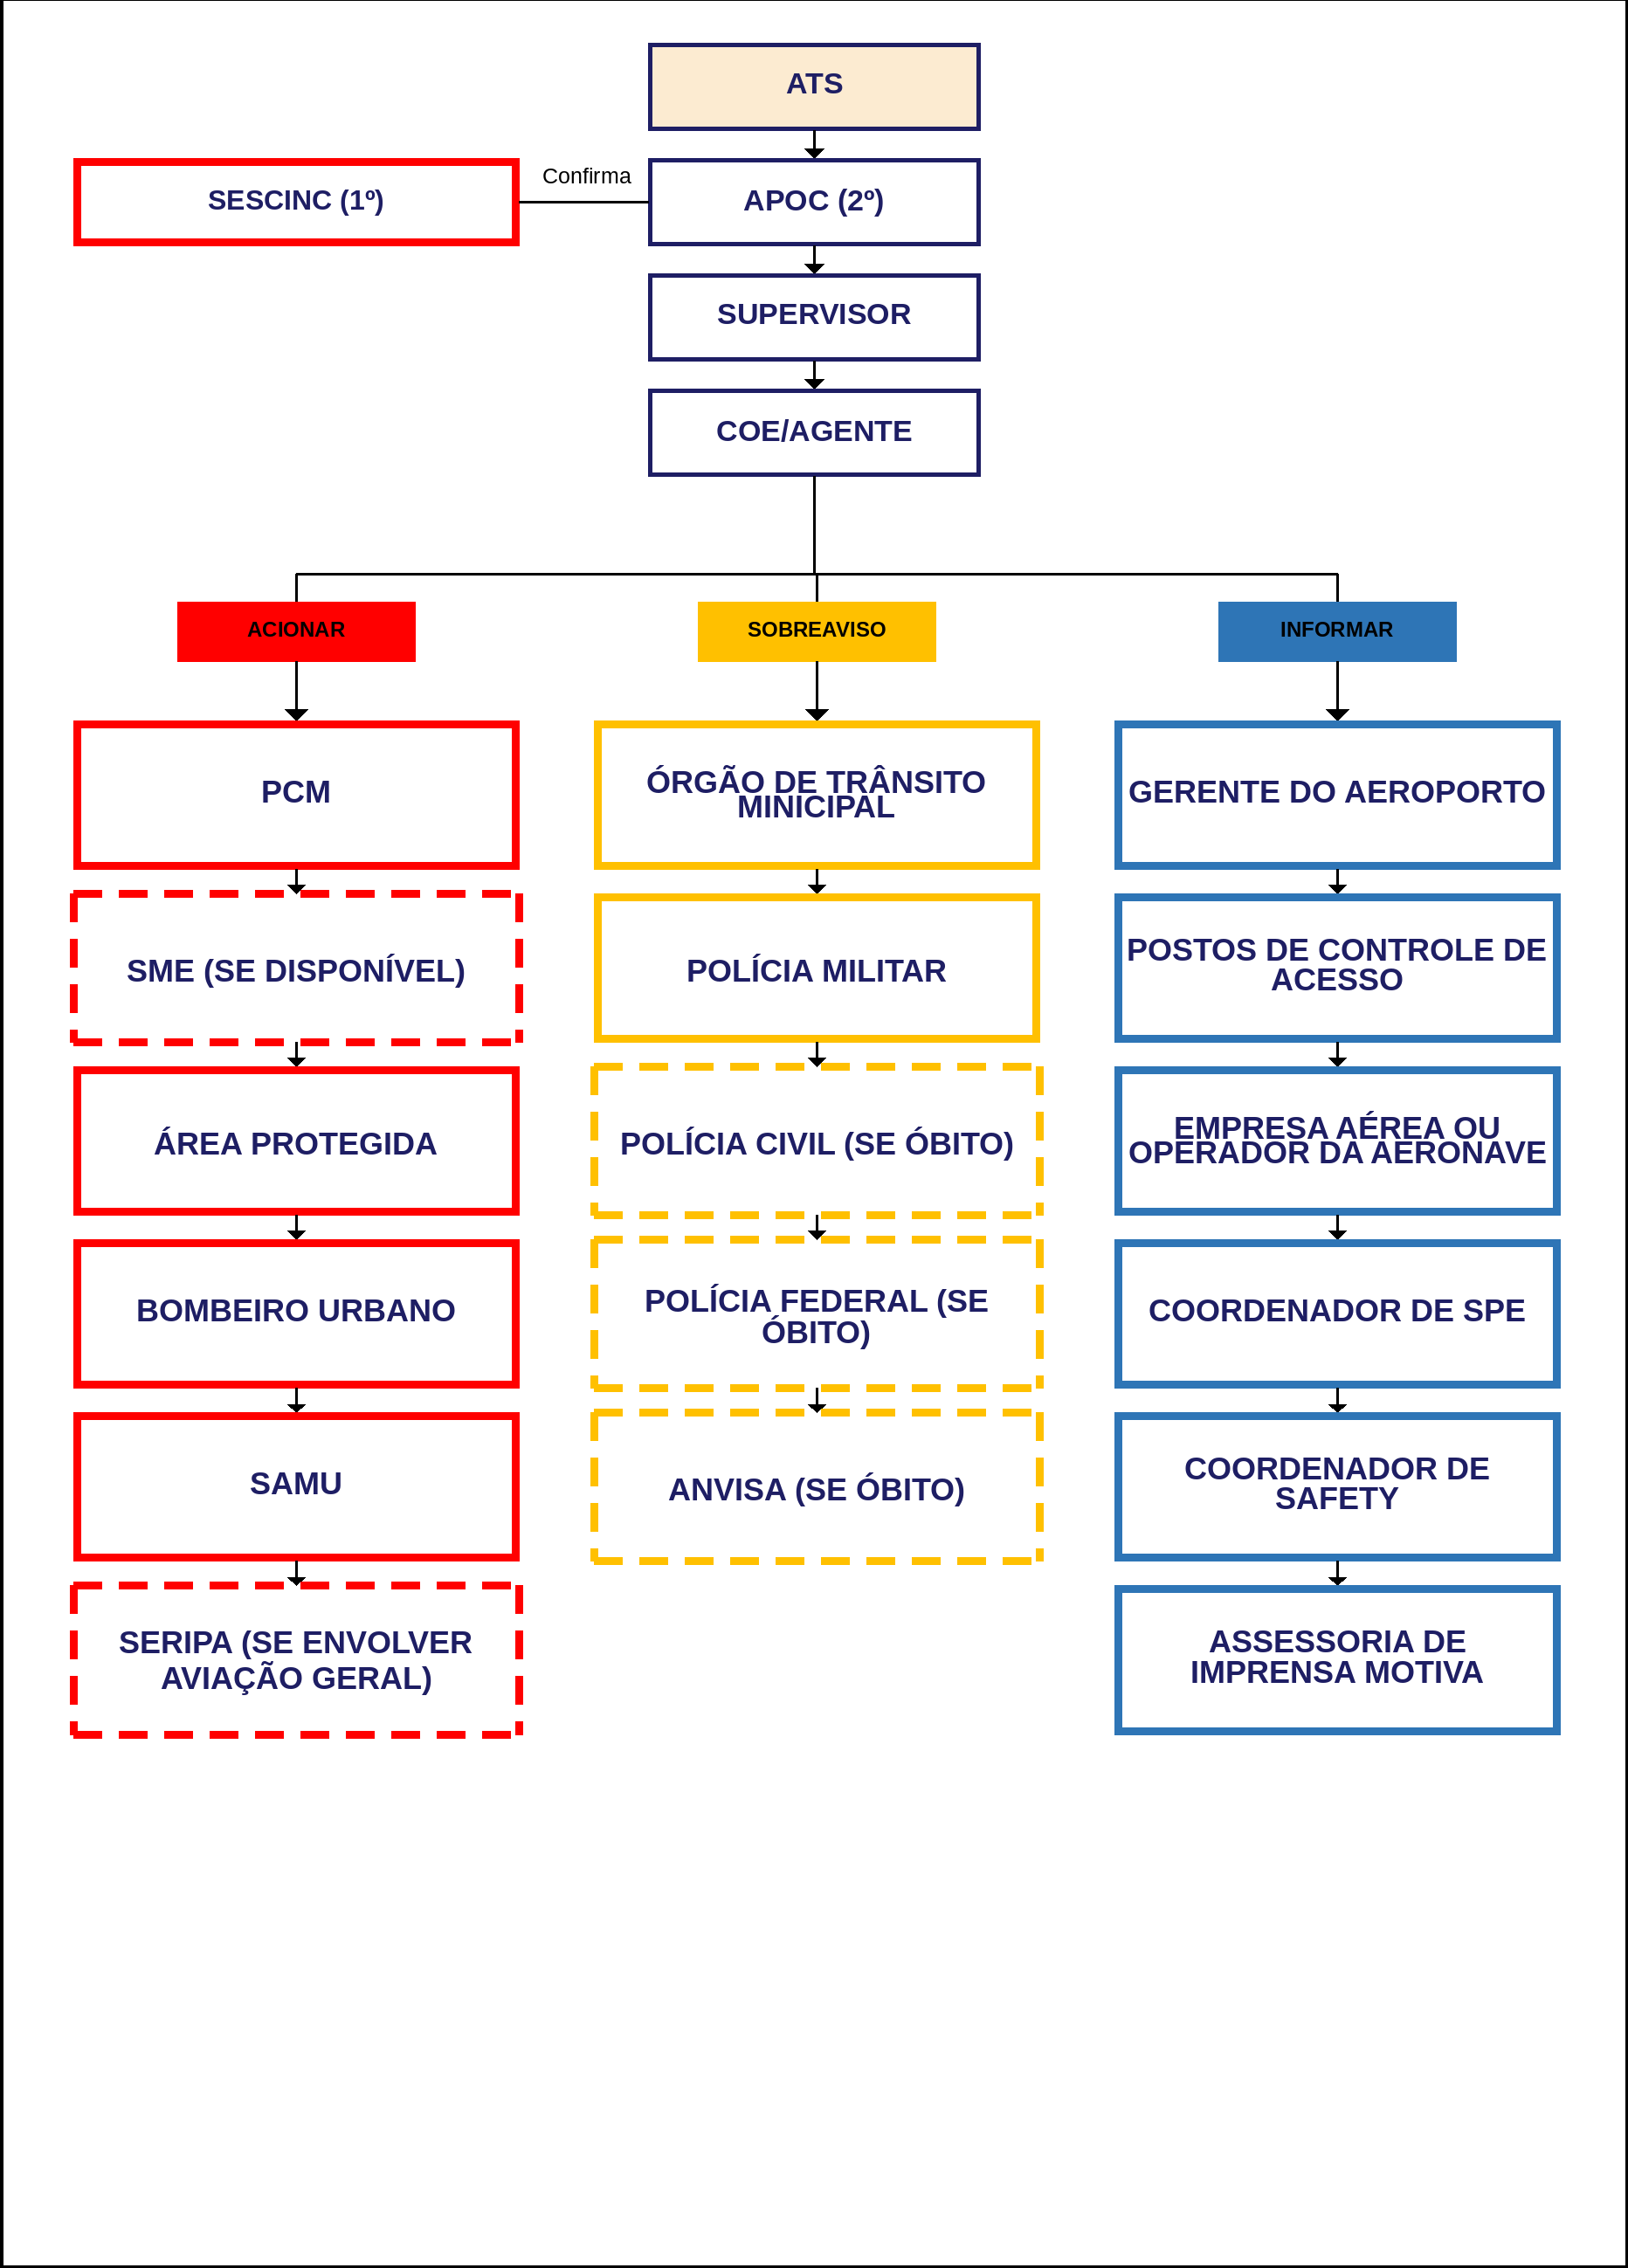 ATS
Confirma
SESCINC (1º)
APOC (2º)
SUPERVISOR
COE/AGENTE
ACIONAR
SOBREAVISO
INFORMAR
PCM
SME (SE DISPONÍVEL)
ÁREA PROTEGIDA
BOMBEIRO URBANO
SAMU
SERIPA (SE ENVOLVER
AVIAÇÃO GERAL)
ÓRGÃO DE TRÂNSITO
MINICIPAL
POLÍCIA MILITAR
POLÍCIA CIVIL (SE ÓBITO)
POLÍCIA FEDERAL (SE
ÓBITO)
ANVISA (SE ÓBITO)
GERENTE DO AEROPORTO
POSTOS DE CONTROLE DE
ACESSO
EMPRESA AÉREA OU
OPERADOR DA AERONAVE
COORDENADOR DE SPE
COORDENADOR DE
SAFETY
ASSESSORIA DE
IMPRENSA MOTIVA